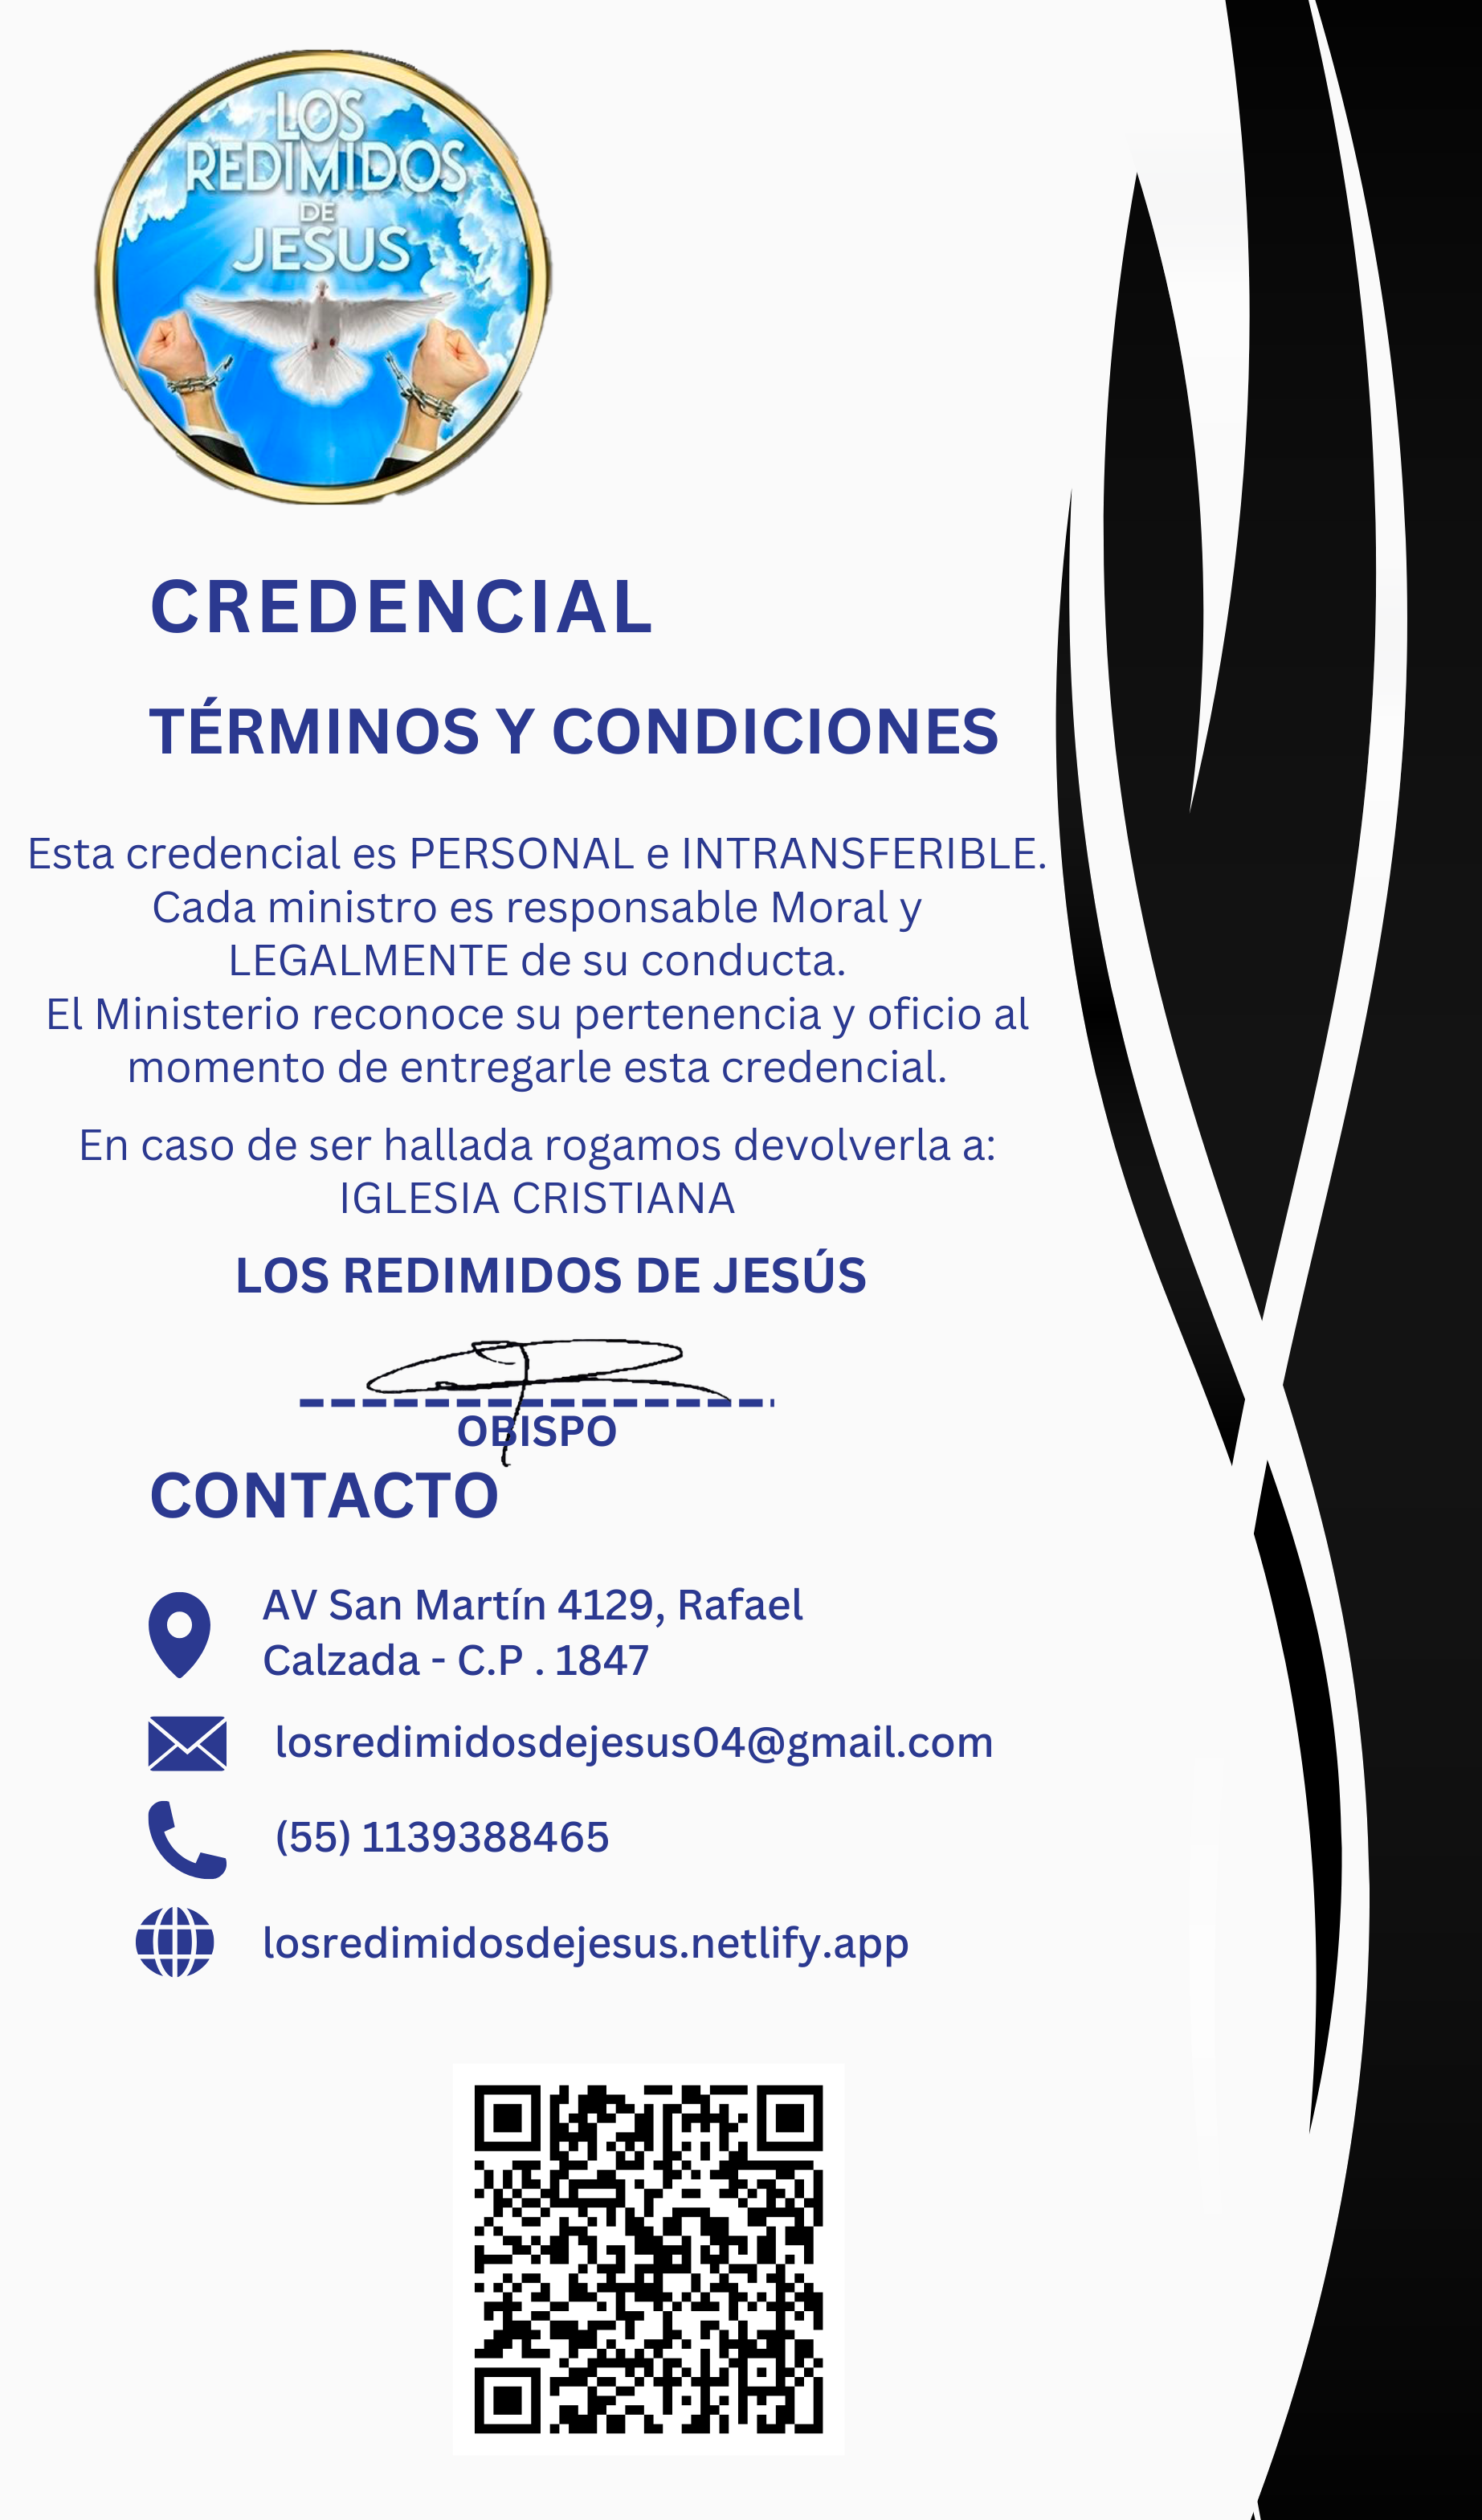 LOS
REDIMIDOS
DE
JESUS
CREDENCIAL
TÉRMINOS Y CONDICIONES
Esta credencial es PERSONAL e INTRANSFERIBLE.
Cada ministro es responsable Moral y
LEGALMENTE de su conducta.
El Ministerio reconoce su pertenencia y oficio al
momento de entregarle esta credencial.
En caso de ser hallada rogamos devolverla a:
IGLESIA CRISTIANA
LOS REDIMIDOS DE JESÚS
OBISPO
CONTACTO
AV San Martín 4129, Rafael
Calzada - C.P . 1847
losredimidosdejesus04@gmail.com
(55) 1139388465
losredimidosdejesus.netlify.app